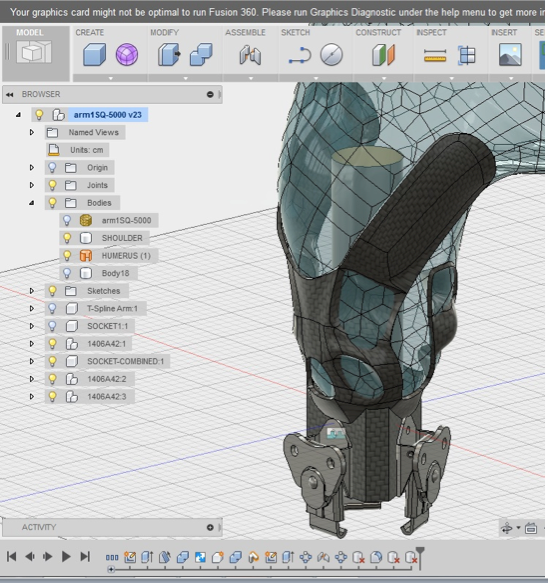 Your graphics card might not be optimal to run Fusion 360. Please run Graphics Diagnostic under the help menu to get more in
MODEL
CREATE
MODIFY
ASSEMBLE
SKETCH
CONSTRUCT
INSPECT
INSERT
SE
BROWSER
arm1SQ-5000 v23
Named Views
Units: cm
Origin
Joints
Bodies
arm1SQ-5000
SHOULDER
HUMERUS (1)
Body18
Sketches
T-Spline Arm:1
SOCKET1:1
1406A42:1
SOCKET-COMBINED:1
1406A42:2
1406A42:3
ACTIVITY